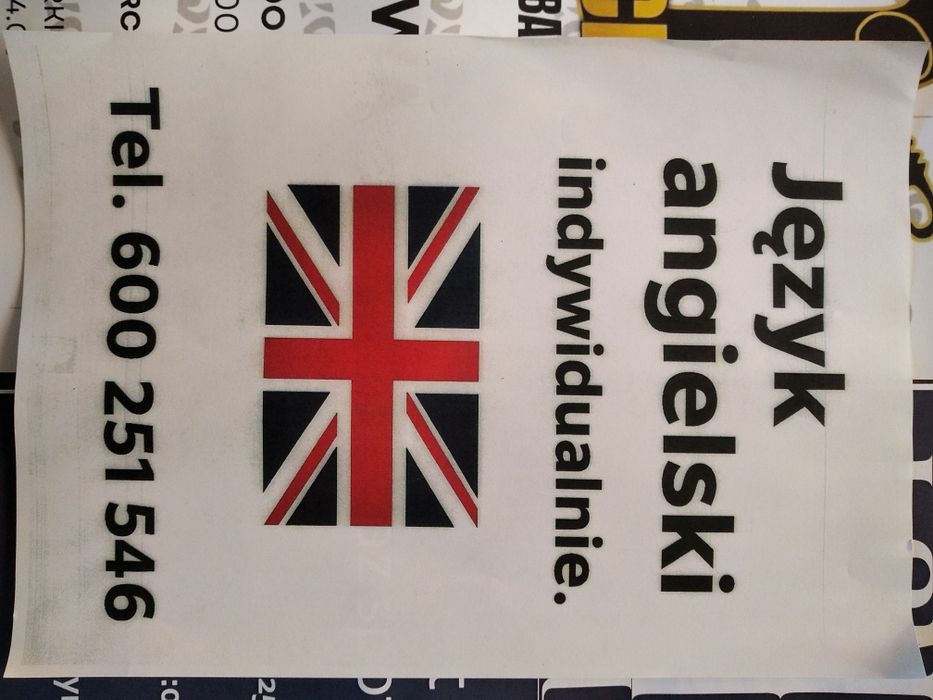 Język
angielski
indywidualnie.
Tel. 600 251 546